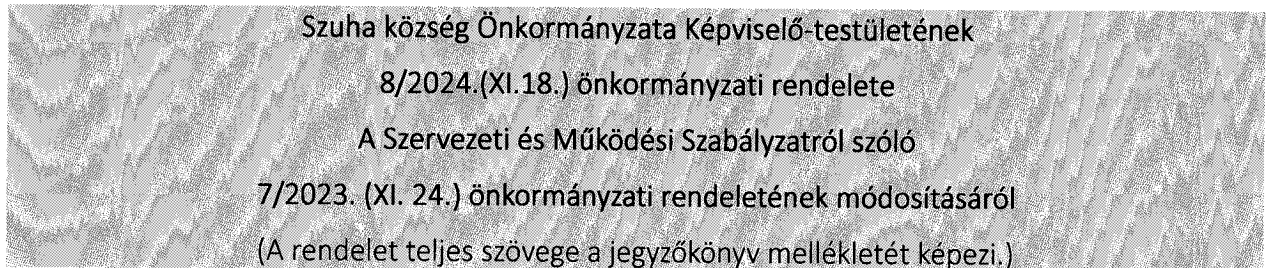 Szuha község Önkormányzata Képviselő-testületének
8/2024.(XI.18.) önkormányzati rendelete
A Szervezeti és Működési Szabályzatról szóló
7/2023. (XI. 24.) önkormányzati rendeletének módosításáról
(A rendelet teljes szövege a jegyzőkönyv mellékletét képezi.)